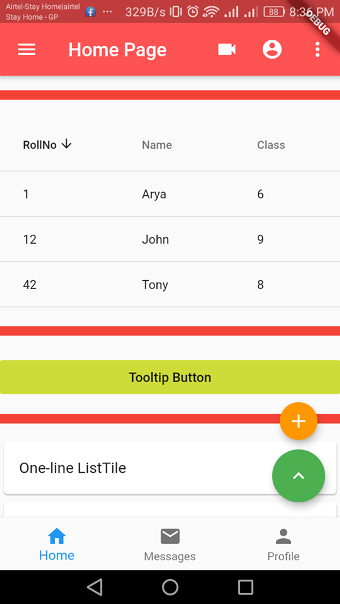 Airtel-Stay Home|airtel
Stay Home - GP
329B/s
88
8:36 PM
DEBUG
Home Page
RollNo Name Class
1 Arya 6
12 John 9
42 Tony 8
Tooltip Button
One-line ListTile
Home Messages Profile